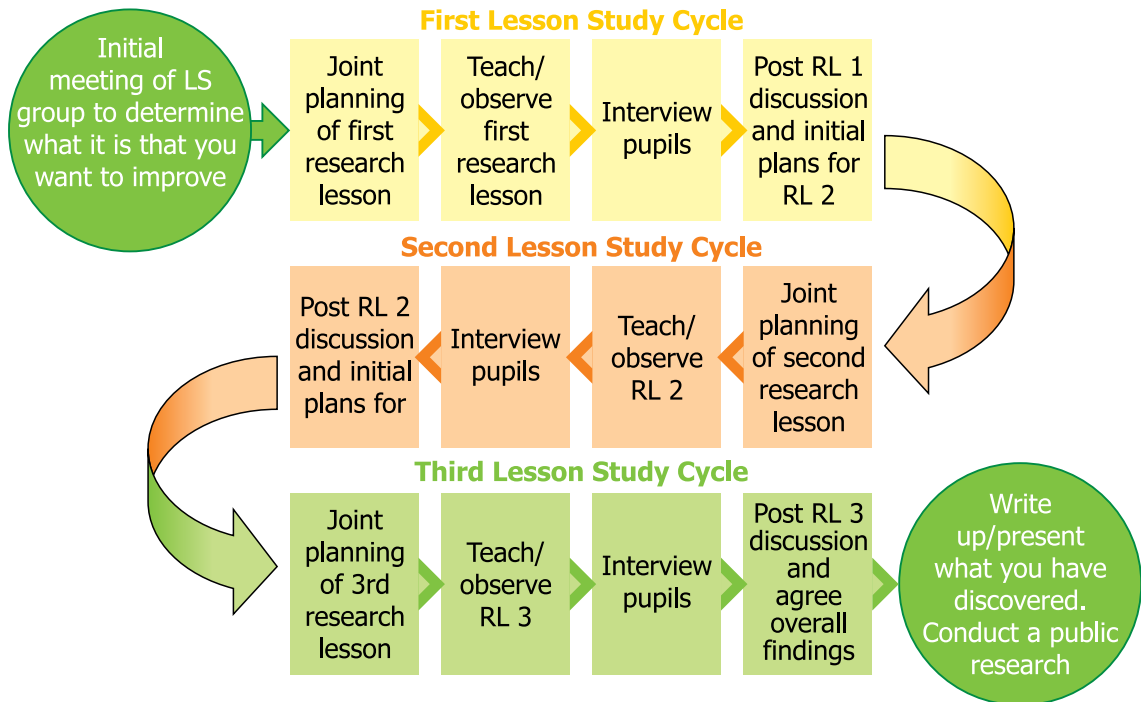 First Lesson Study Cycle
Initial
meeting of LS
group to determine
what it is that you
want to improve
Joint
planning
of first
research
lesson
Teach/
observe
first
research
lesson
Interview
pupils
Post RL 1
discussion
and initial
plans for
RL 2
Second Lesson Study Cycle
Joint
planning
of second
research
lesson
Teach/
observe
RL 2
Interview
pupils
Post RL 2
discussion
and initial
plans for
Third Lesson Study Cycle
Joint
planning
of 3rd
research
lesson
Teach/
observe
RL 3
Interview
pupils
Post RL 3
discussion
and
agree
overall
findings
Write
up/present
what you have
discovered.
Conduct a public
research